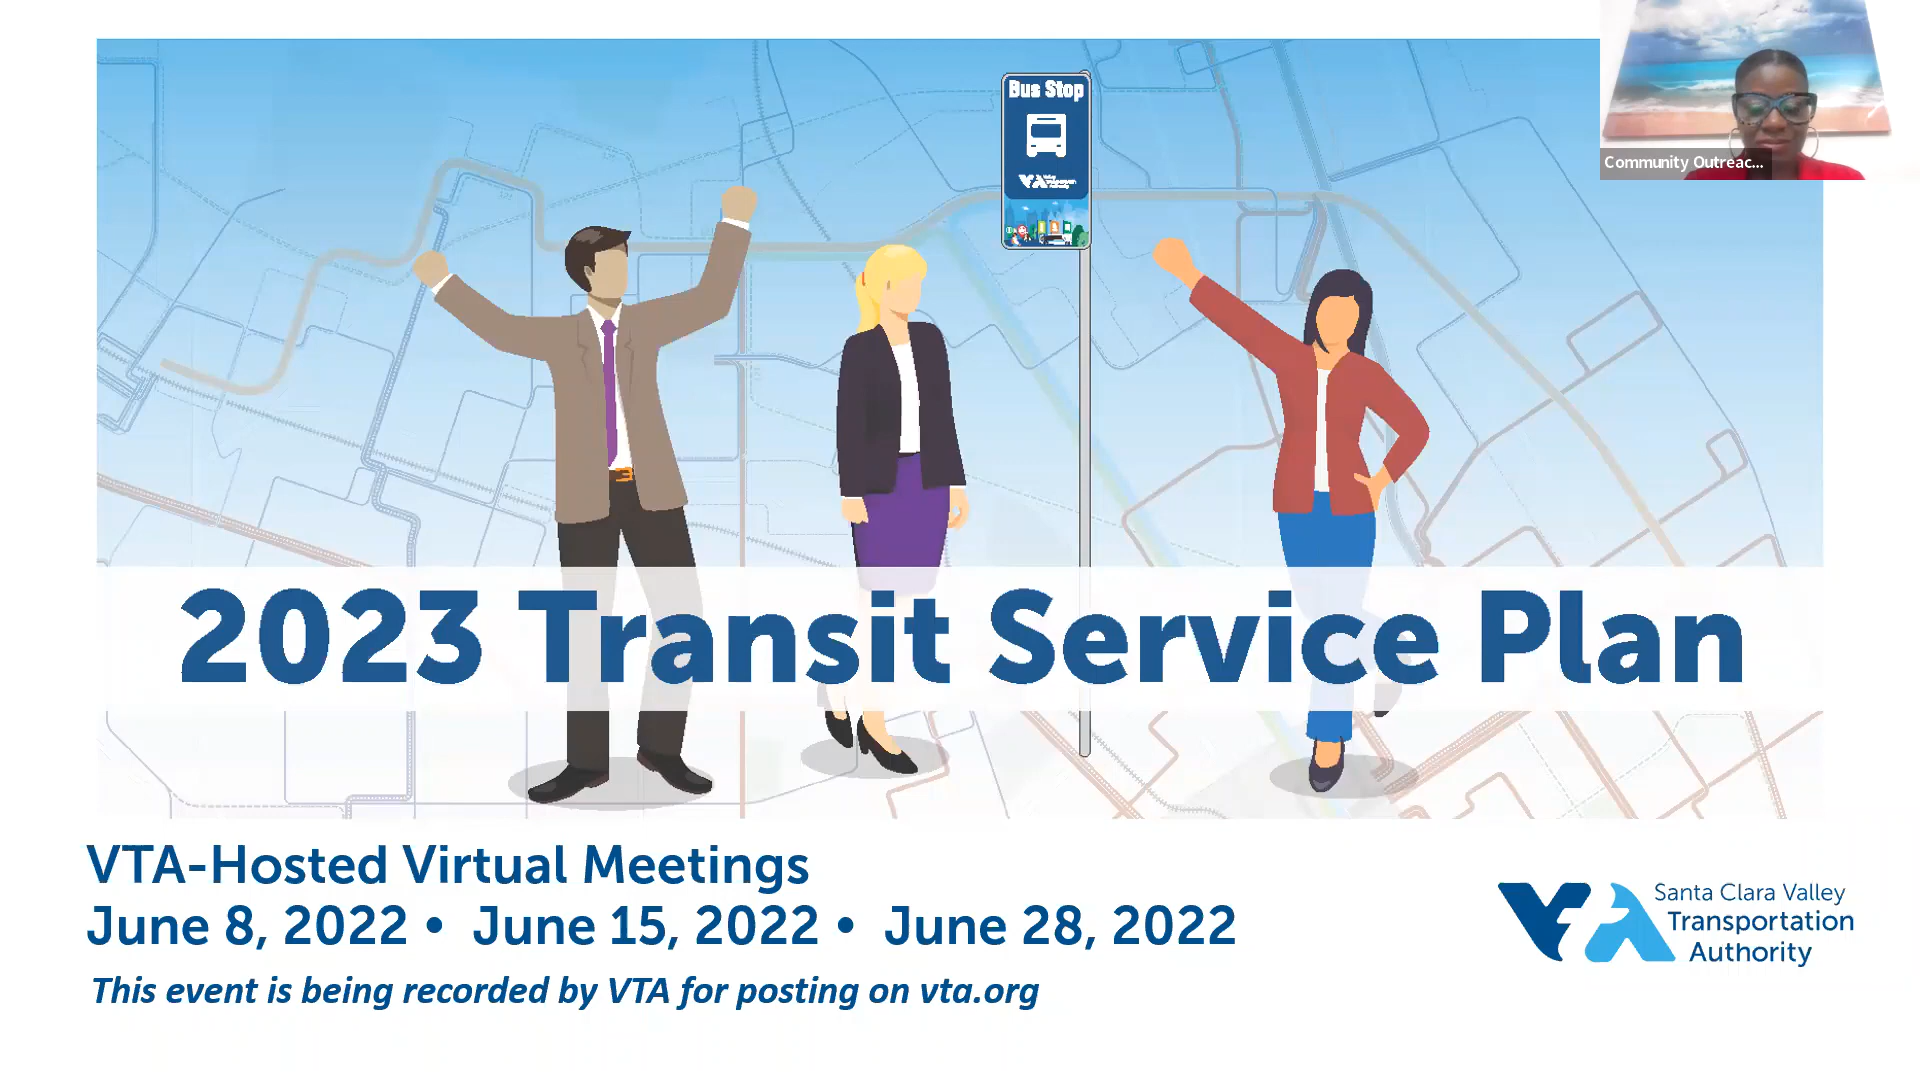 Bus Stop
Community Outreac...
2023 Transit Service Plan
VTA-Hosted Virtual Meetings
June 8, 2022 • June 15, 2022 • June 28, 2022
This event is being recorded by VTA for posting on vta.org
VTA
Santa Clara Valley
Transportation
Authority